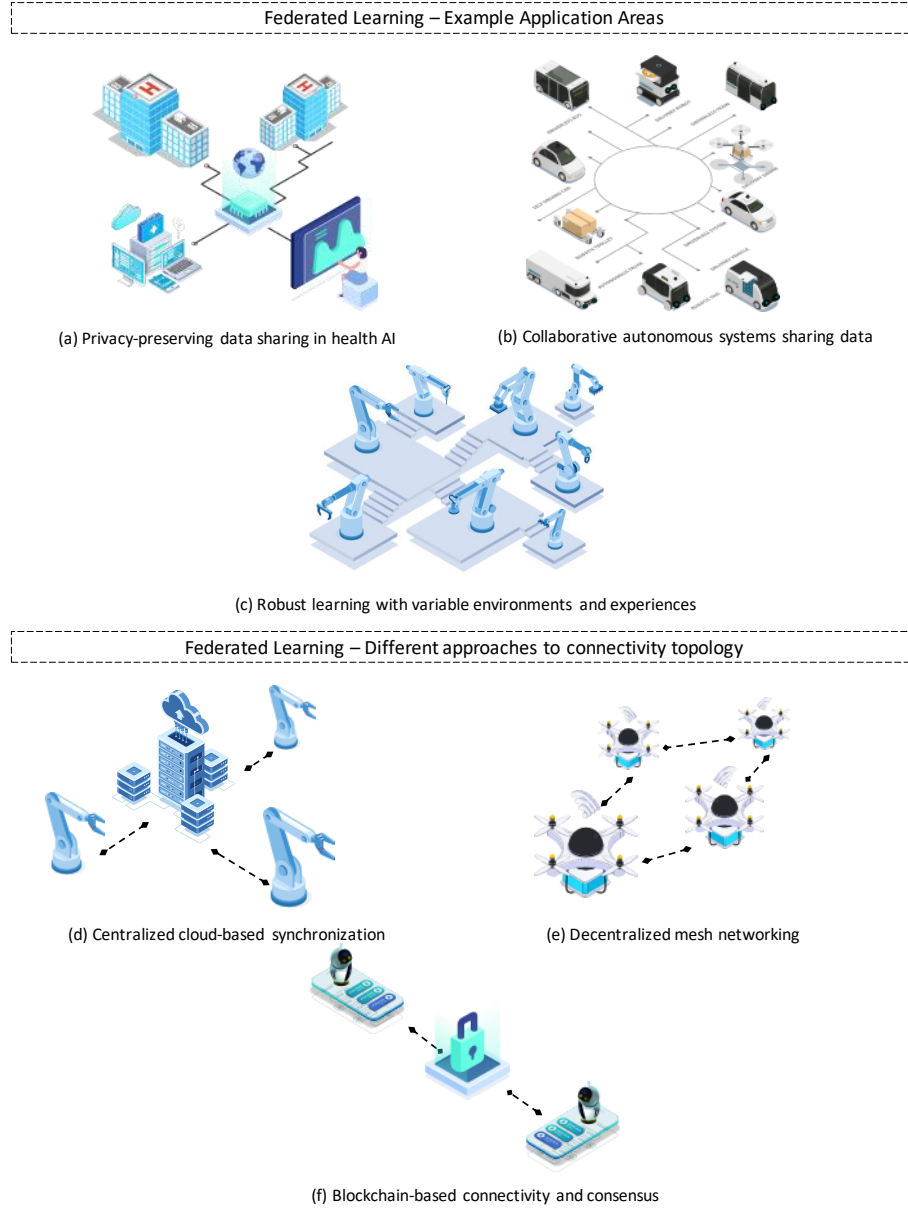 Federated Learning – Example Application Areas
(a) Privacy-preserving data sharing in health AI
(b) Collaborative autonomous systems sharing data
(c) Robust learning with variable environments and experiences
Federated Learning – Different approaches to connectivity topology
(d) Centralized cloud-based synchronization
(e) Decentralized mesh networking
(f) Blockchain-based connectivity and consensus